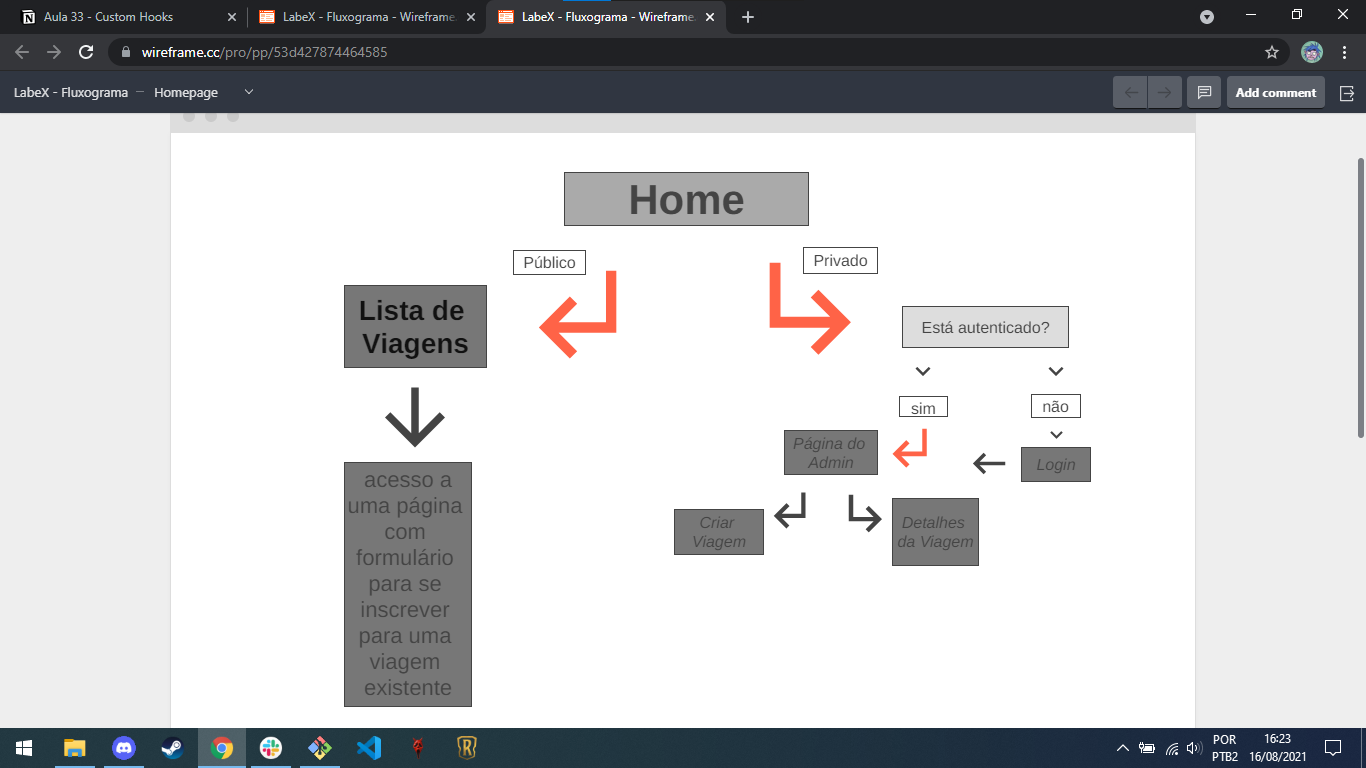 Aula 33 - Custom Hooks
LabeX - Fluxograma - Wireframe.
LabeX - Fluxograma - Wireframe.
wireframe.cc/pro/pp/53d427874464585
LabeX - Fluxograma – Homepage
Add comment
Home
Público
Privado
Lista de
Viagens
Está autenticado?
sim
não
Página do
Admin
Login
Criar
Viagem
Detalhes
da Viagem
acesso a
uma página
com
formulário
para se
inscrever
para uma
viagem
existente
POR
PTB2
16:23
16/08/2021